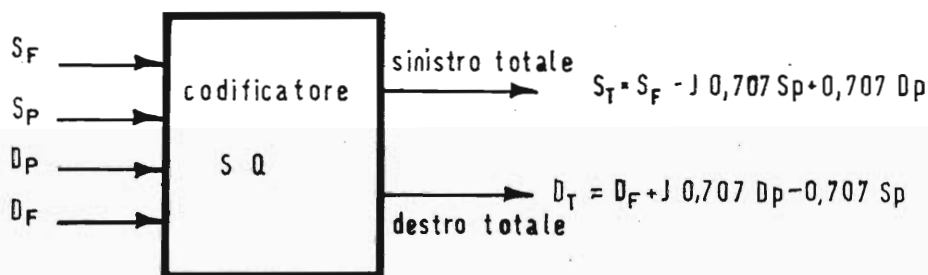 S_F
S_P
D_P
D_F
codificatore
S Q
sinistro totale
S_T = S_F - J 0,707 Sp + 0,707 Dp
D_T = D_F + J 0,707 Dp - 0,707 Sp
destro totale